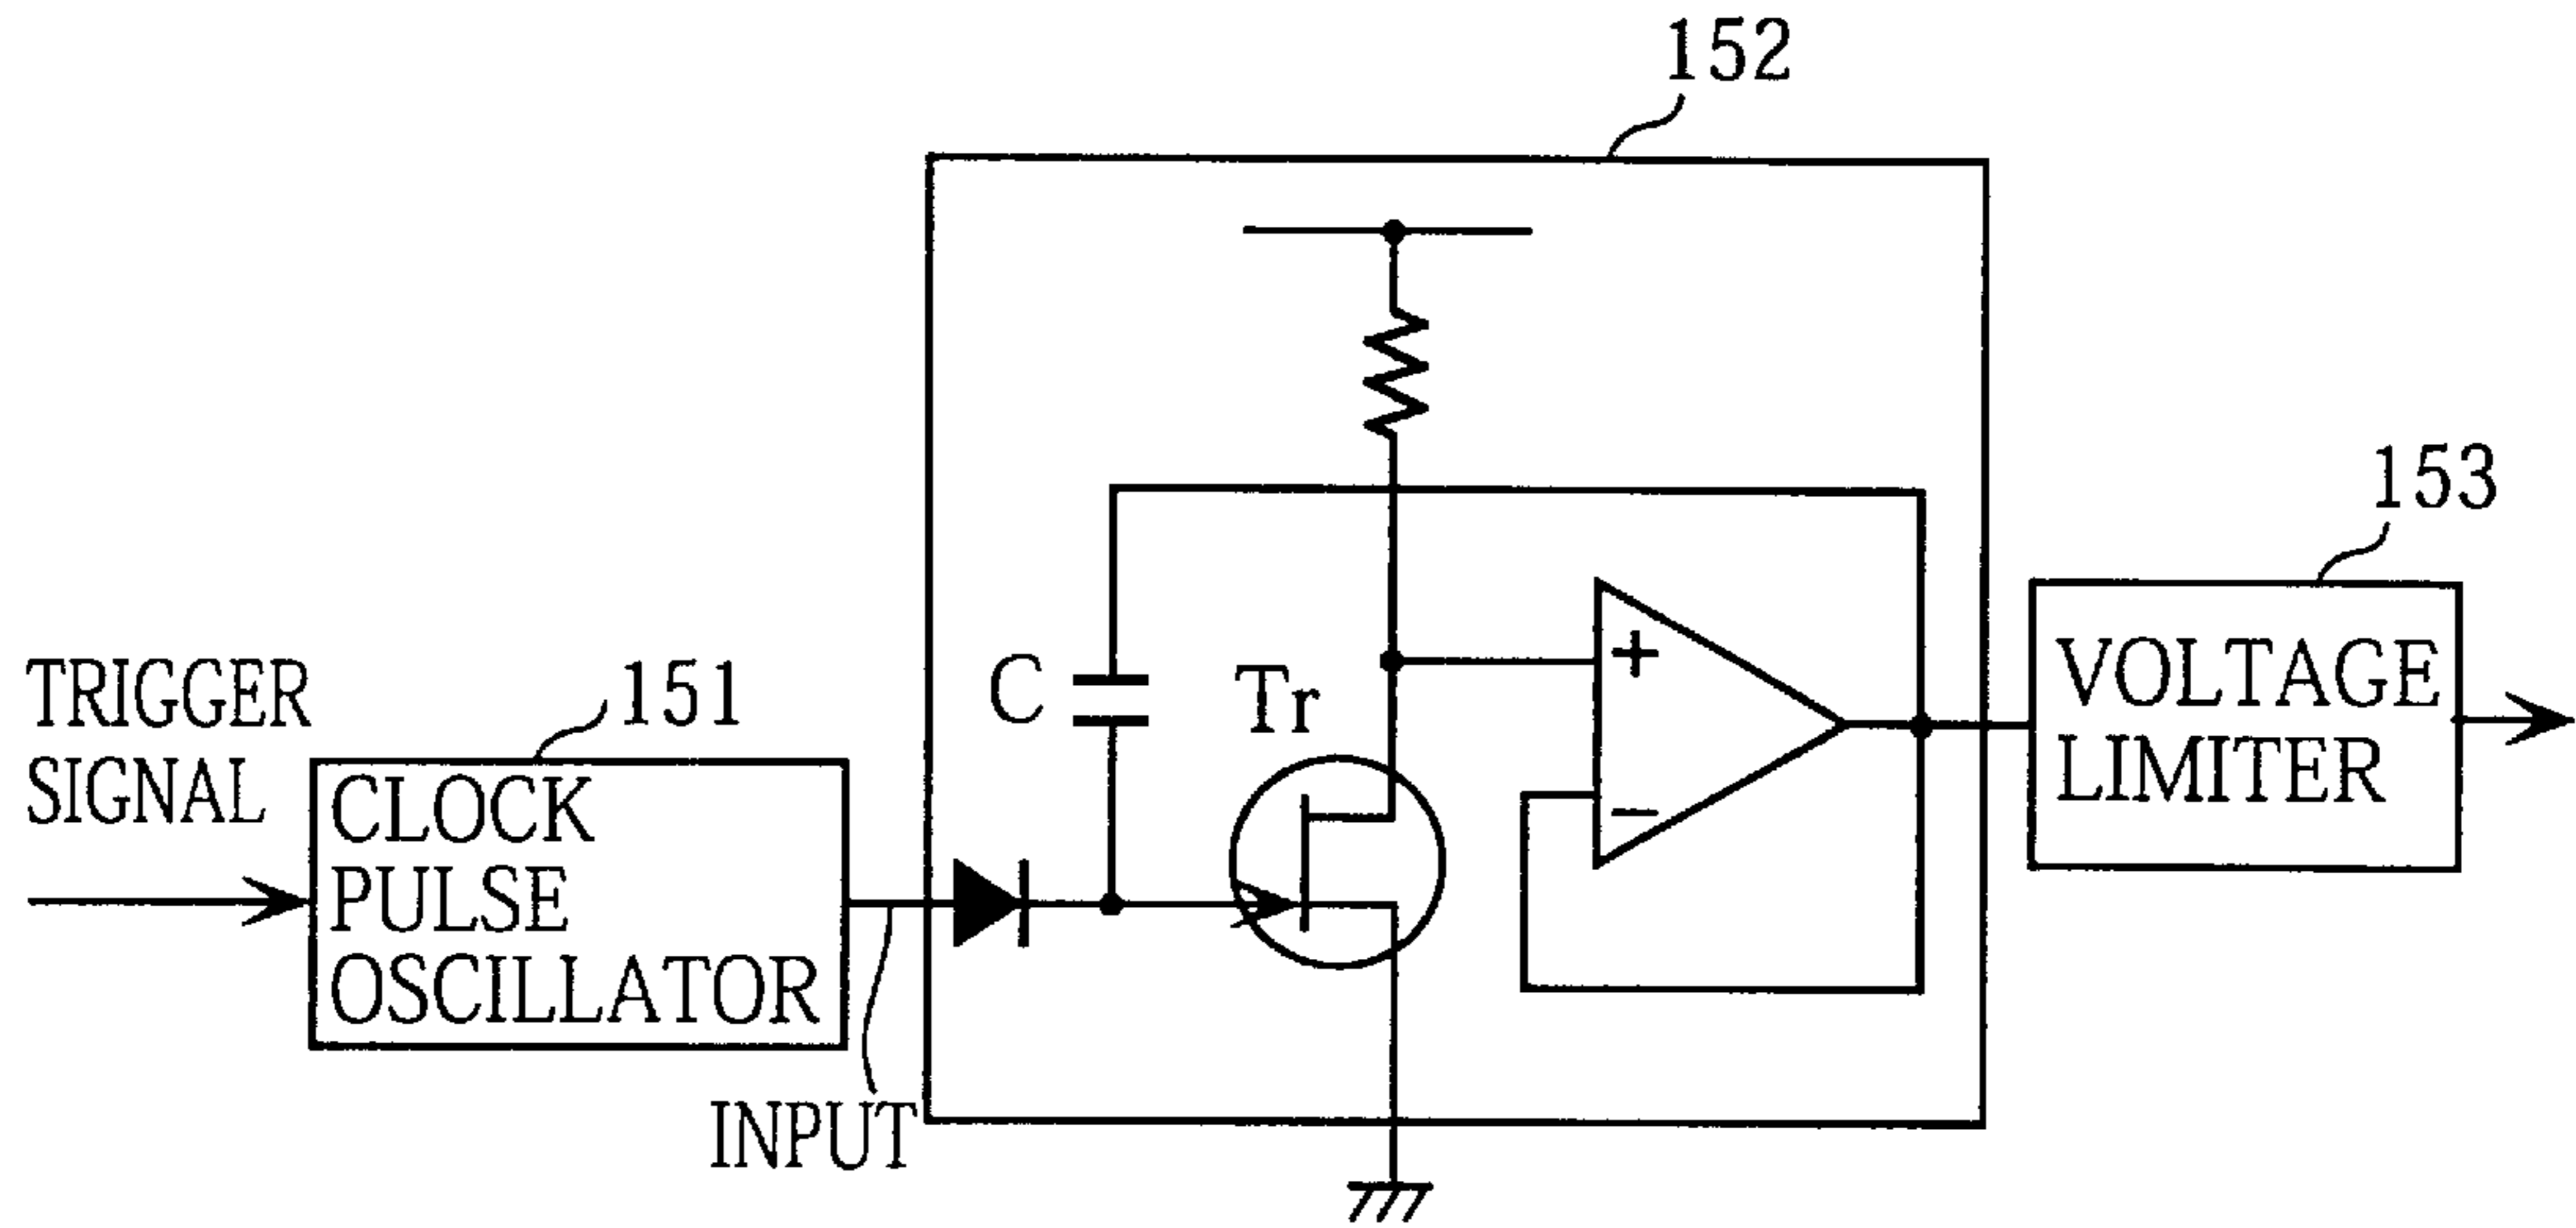 152
153
TRIGGER
SIGNAL
151
CLOCK
PULSE
OSCILLATOR
INPUT
C
Tr
+
−
VOLTAGE
LIMITER